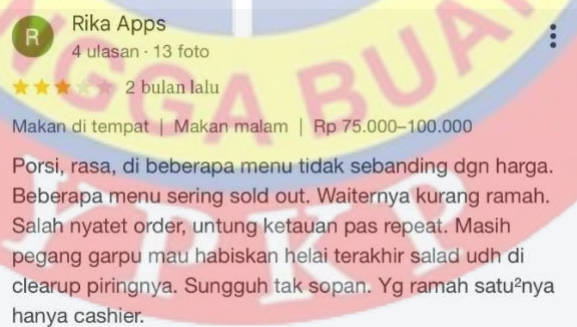 R
Rika Apps
4 ulasan · 13 foto
2 bulan lalu
Makan di tempat | Makan malam | Rp 75.000–100.000
Porsi, rasa, di beberapa menu tidak sebanding dgn harga.
Beberapa menu sering sold out. Waiternya kurang ramah.
Salah nyatet order, untung ketauan pas repeat. Masih
pegang garpu mau habiskan helai terakhir salad udh di
clearup piringnya. Sungguh tak sopan. Yg ramah satu²nya
hanya cashier.
NGGA BUAN
YPKP